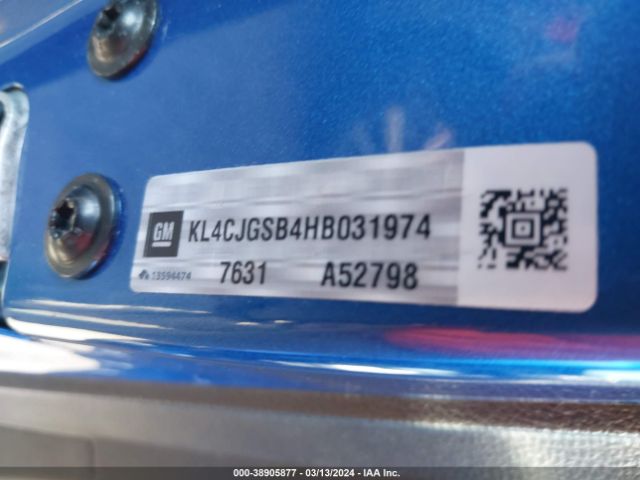 GM KL4CJGSB4HB031974
13594474 7631 A52798
000-38905877 - 03/13/2024 - IAA Inc.